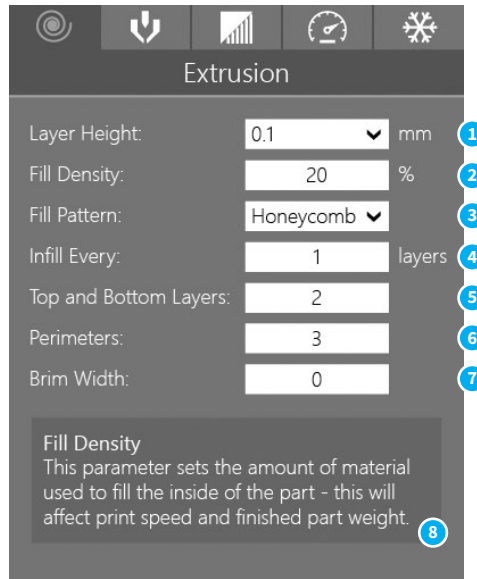 Extrusion
Layer Height: 0.1 mm 1
Fill Density: 20 % 2
Fill Pattern: Honeycomb 3
Infill Every: 1 layers 4
Top and Bottom Layers: 2 5
Perimeters: 3 6
Brim Width: 0 7
Fill Density
This parameter sets the amount of material
used to fill the inside of the part - this will
affect print speed and finished part weight.
8